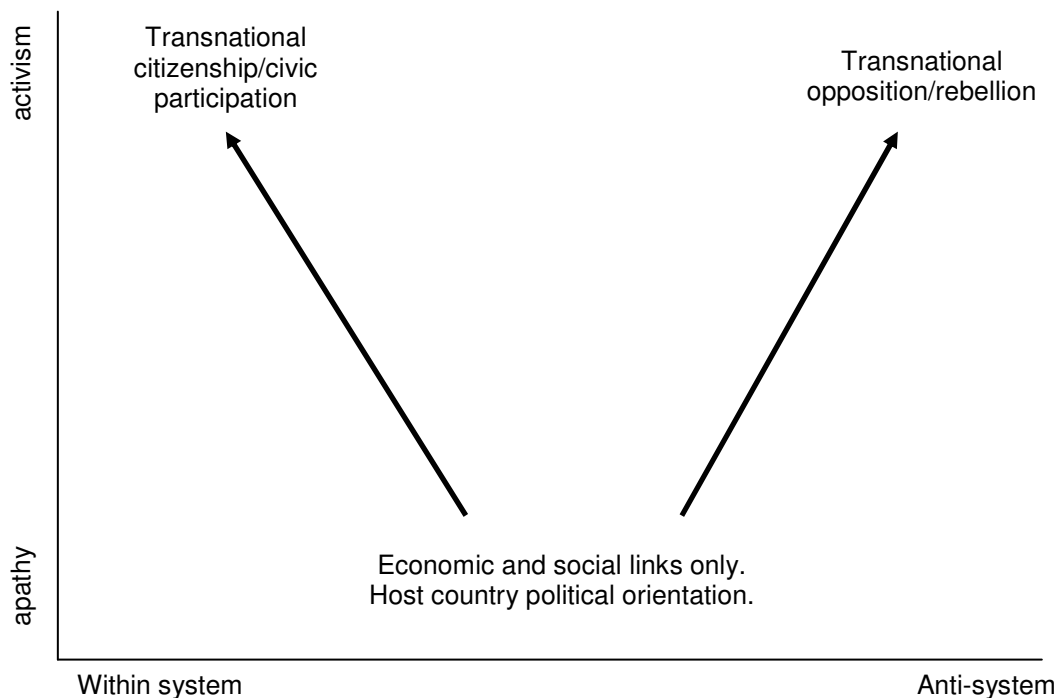 activism
Transnational
citizenship/civic
participation
Transnational
opposition/rebellion
apathy
Economic and social links only.
Host country political orientation.
Within system
Anti-system